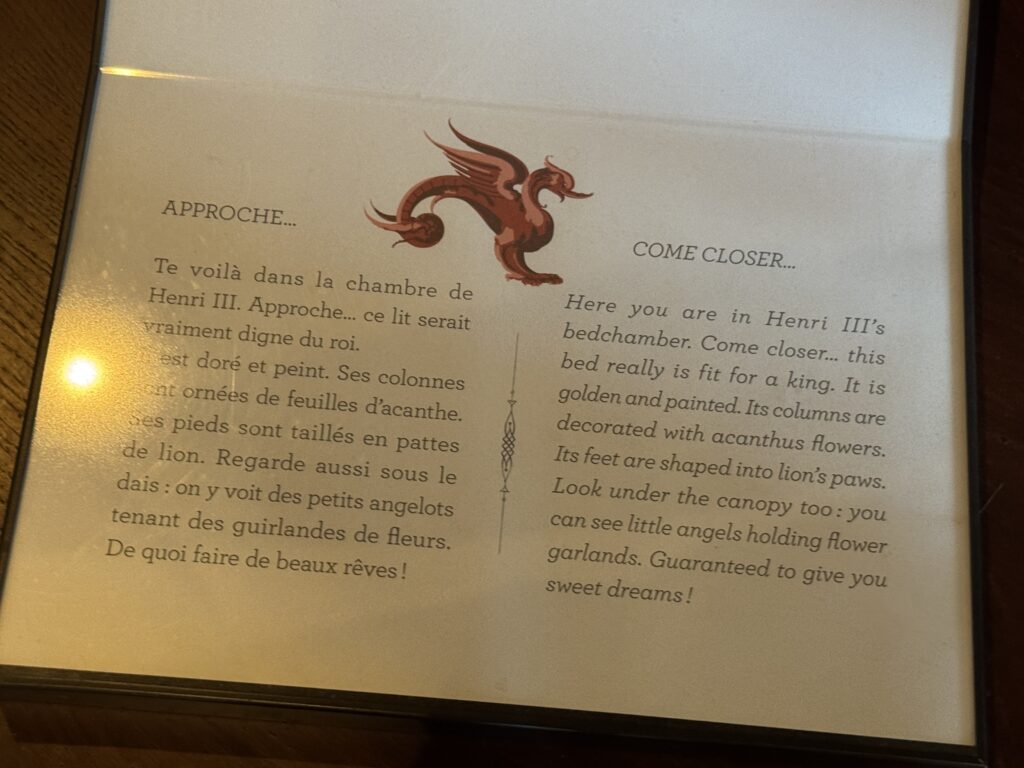 APPROCHE...
Te voilà dans la chambre de
Henri III. Approche... ce lit serait
vraiment digne du roi.
est doré et peint. Ses colonnes
sont ornées de feuilles d'acanthe.
Ses pieds sont taillés en pattes
de lion. Regarde aussi sous le
dais : on y voit des petits angelots
tenant des guirlandes de fleurs.
De quoi faire de beaux rêves !
COME CLOSER...
Here you are in Henri III's
bedchamber. Come closer... this
bed really is fit for a king. It is
golden and painted. Its columns are
decorated with acanthus flowers.
Its feet are shaped into lion's paws.
Look under the canopy too : you
can see little angels holding flower
garlands. Guaranteed to give you
sweet dreams !